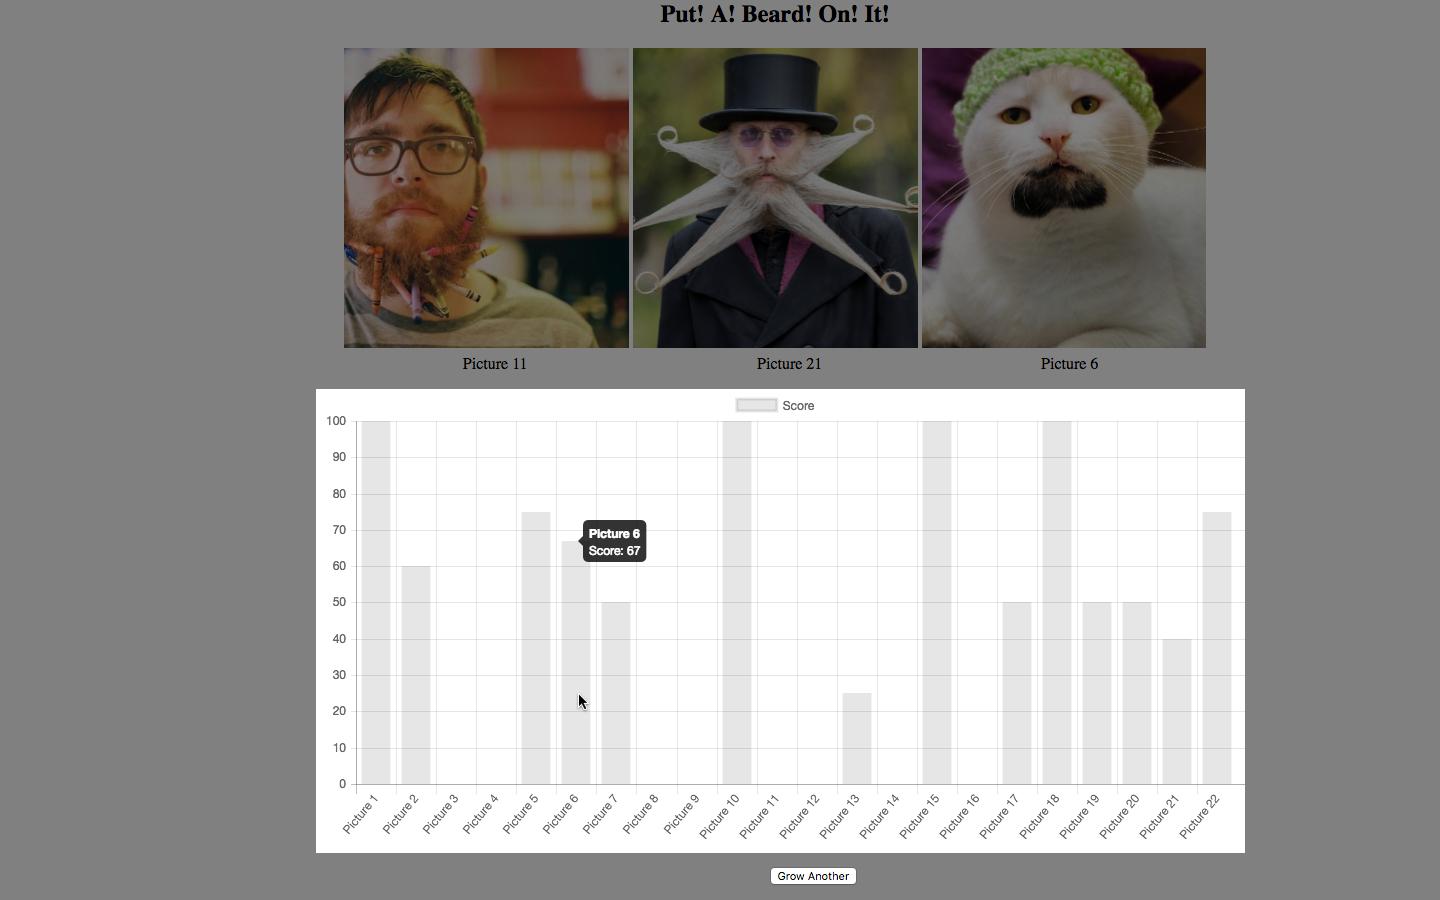 Put! A! Beard! On! It!
Picture 11
Picture 21
Picture 6
Score
100
90
80
70
60
50
40
30
20
10
0
Picture 6
Score: 67
Picture 1
Picture 2
Picture 3
Picture 4
Picture 5
Picture 6
Picture 7
Picture 8
Picture 9
Picture 10
Picture 11
Picture 12
Picture 13
Picture 14
Picture 15
Picture 16
Picture 17
Picture 18
Picture 19
Picture 20
Picture 21
Picture 22
Grow Another